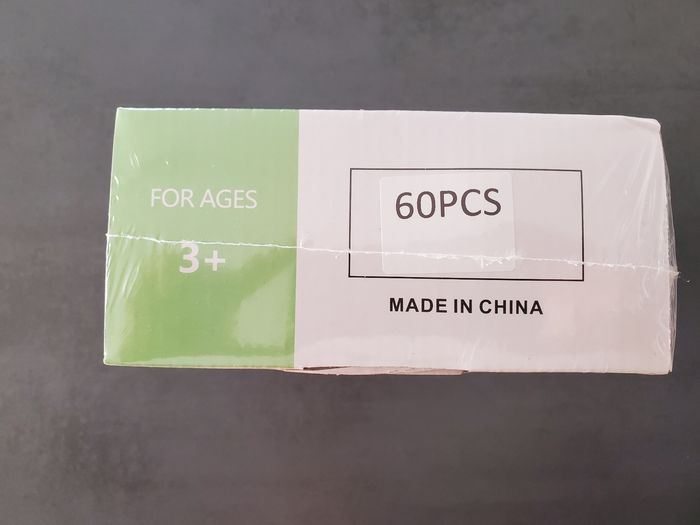 FOR AGES
3+
60PCS
MADE IN CHINA